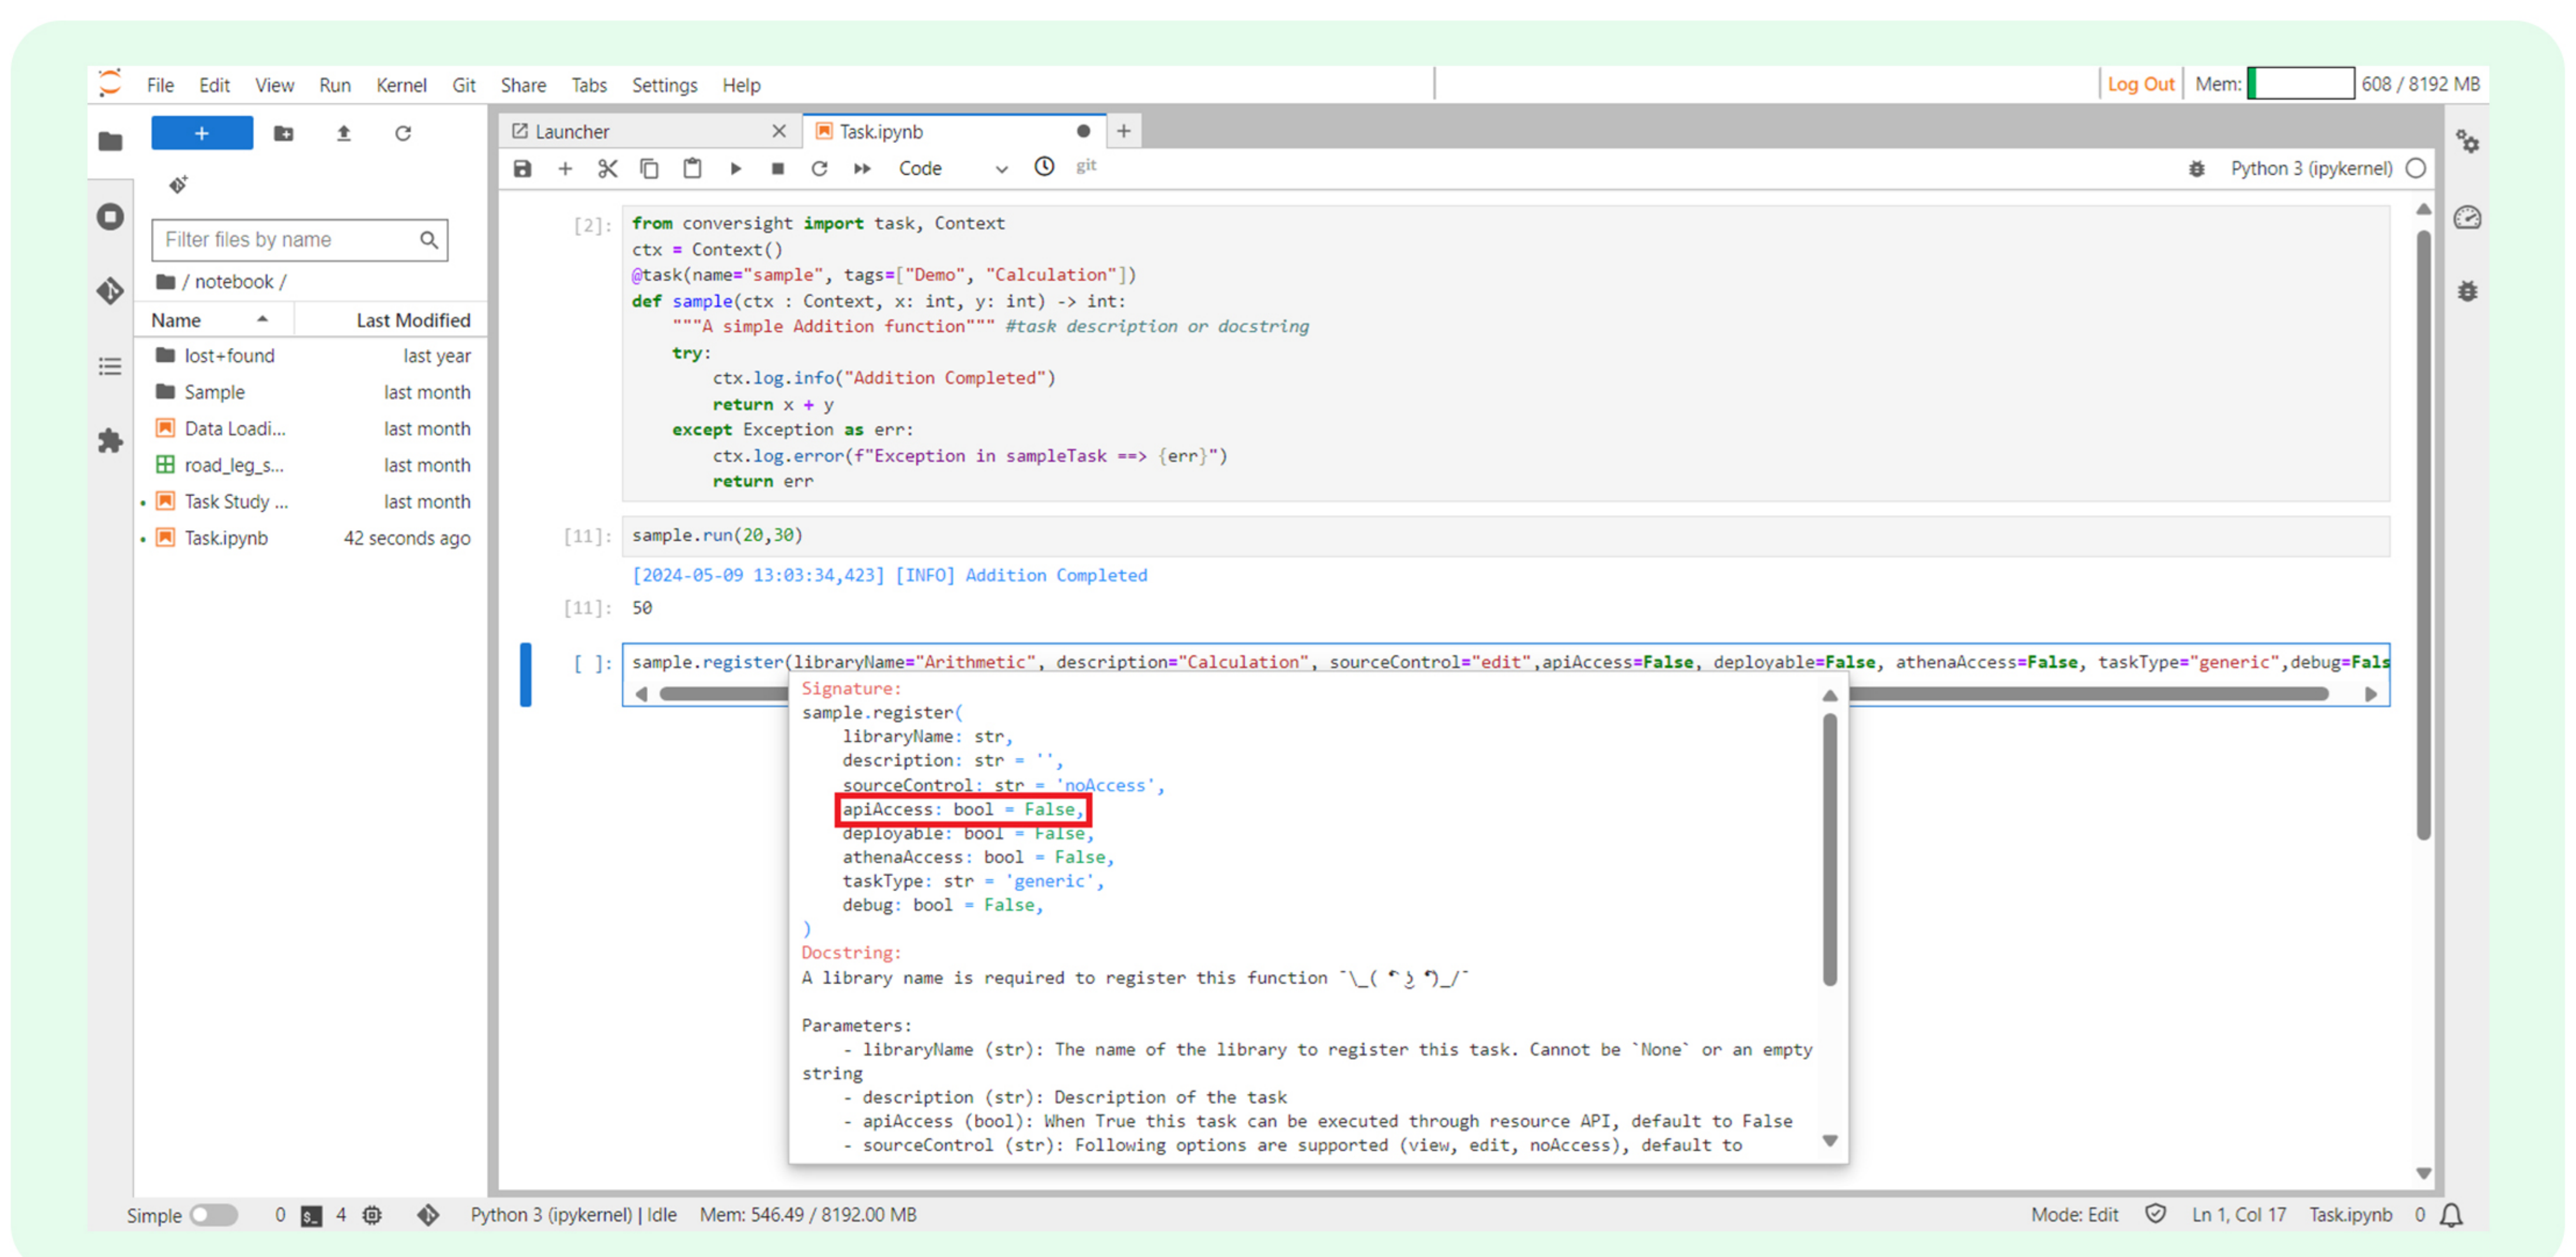 File Edit View Run Kernel Git Share Tabs Settings Help
Log Out Mem: 608 / 8192 MB
Launcher
Task.ipynb
Code
git
Python 3 (ipykernel)
Filter files by name
/ notebook /
Name Last Modified
lost+found last year
Sample last month
Data Loadi... last month
road_leg_s... last month
Task Study ... last month
Task.ipynb 42 seconds ago
[2]: from conversight import task, Context
ctx = Context()
@task(name="sample", tags=["Demo", "Calculation"])
def sample(ctx : Context, x: int, y: int) -> int:
    """A simple Addition function""" #task description or docstring
    try:
        ctx.log.info("Addition Completed")
        return x + y
    except Exception as err:
        ctx.log.error(f"Exception in sampleTask ==> {err}")
        return err
[11]: sample.run(20,30)
[2024-05-09 13:03:34,423] [INFO] Addition Completed
[11]: 50
[ ]: sample.register(libraryName="Arithmetic", description="Calculation", sourceControl="edit",apiAccess=False, deployable=False, athenaAccess=False, taskType="generic",debug=Fals
Signature:
sample.register(
    libraryName: str,
    description: str = '',
    sourceControl: str = 'noAccess',
    apiAccess: bool = False,
    deployable: bool = False,
    athenaAccess: bool = False,
    taskType: str = 'generic',
    debug: bool = False,
)
Docstring:
A library name is required to register this function ¯\_( ͡° ͜ʖ ͡°)_/¯
Parameters:
    - libraryName (str): The name of the library to register this task. Cannot be `None` or an empty
string
    - description (str): Description of the task
    - apiAccess (bool): When True this task can be executed through resource API, default to False
    - sourceControl (str): Following options are supported (view, edit, noAccess), default to
Simple 0 $_ 4 Python 3 (ipykernel) | Idle Mem: 546.49 / 8192.00 MB
Mode: Edit Ln 1, Col 17 Task.ipynb 0